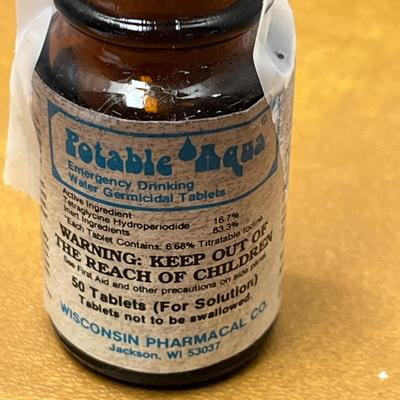 Potable Aqua
Emergency Drinking
Water Germicidal Tablets
Active Ingredient
Tetraglycine Hydroperiodide 16.7%
Inert Ingredients 83.3%
*Each Tablet Contains: 6.68% Titratable Iodine
WARNING: KEEP OUT OF
THE REACH OF CHILDREN
See First Aid and other precautions on side panel
50 Tablets (For Solution)
Tablets not to be swallowed.
WISCONSIN PHARMACAL CO.
Jackson, WI 53037